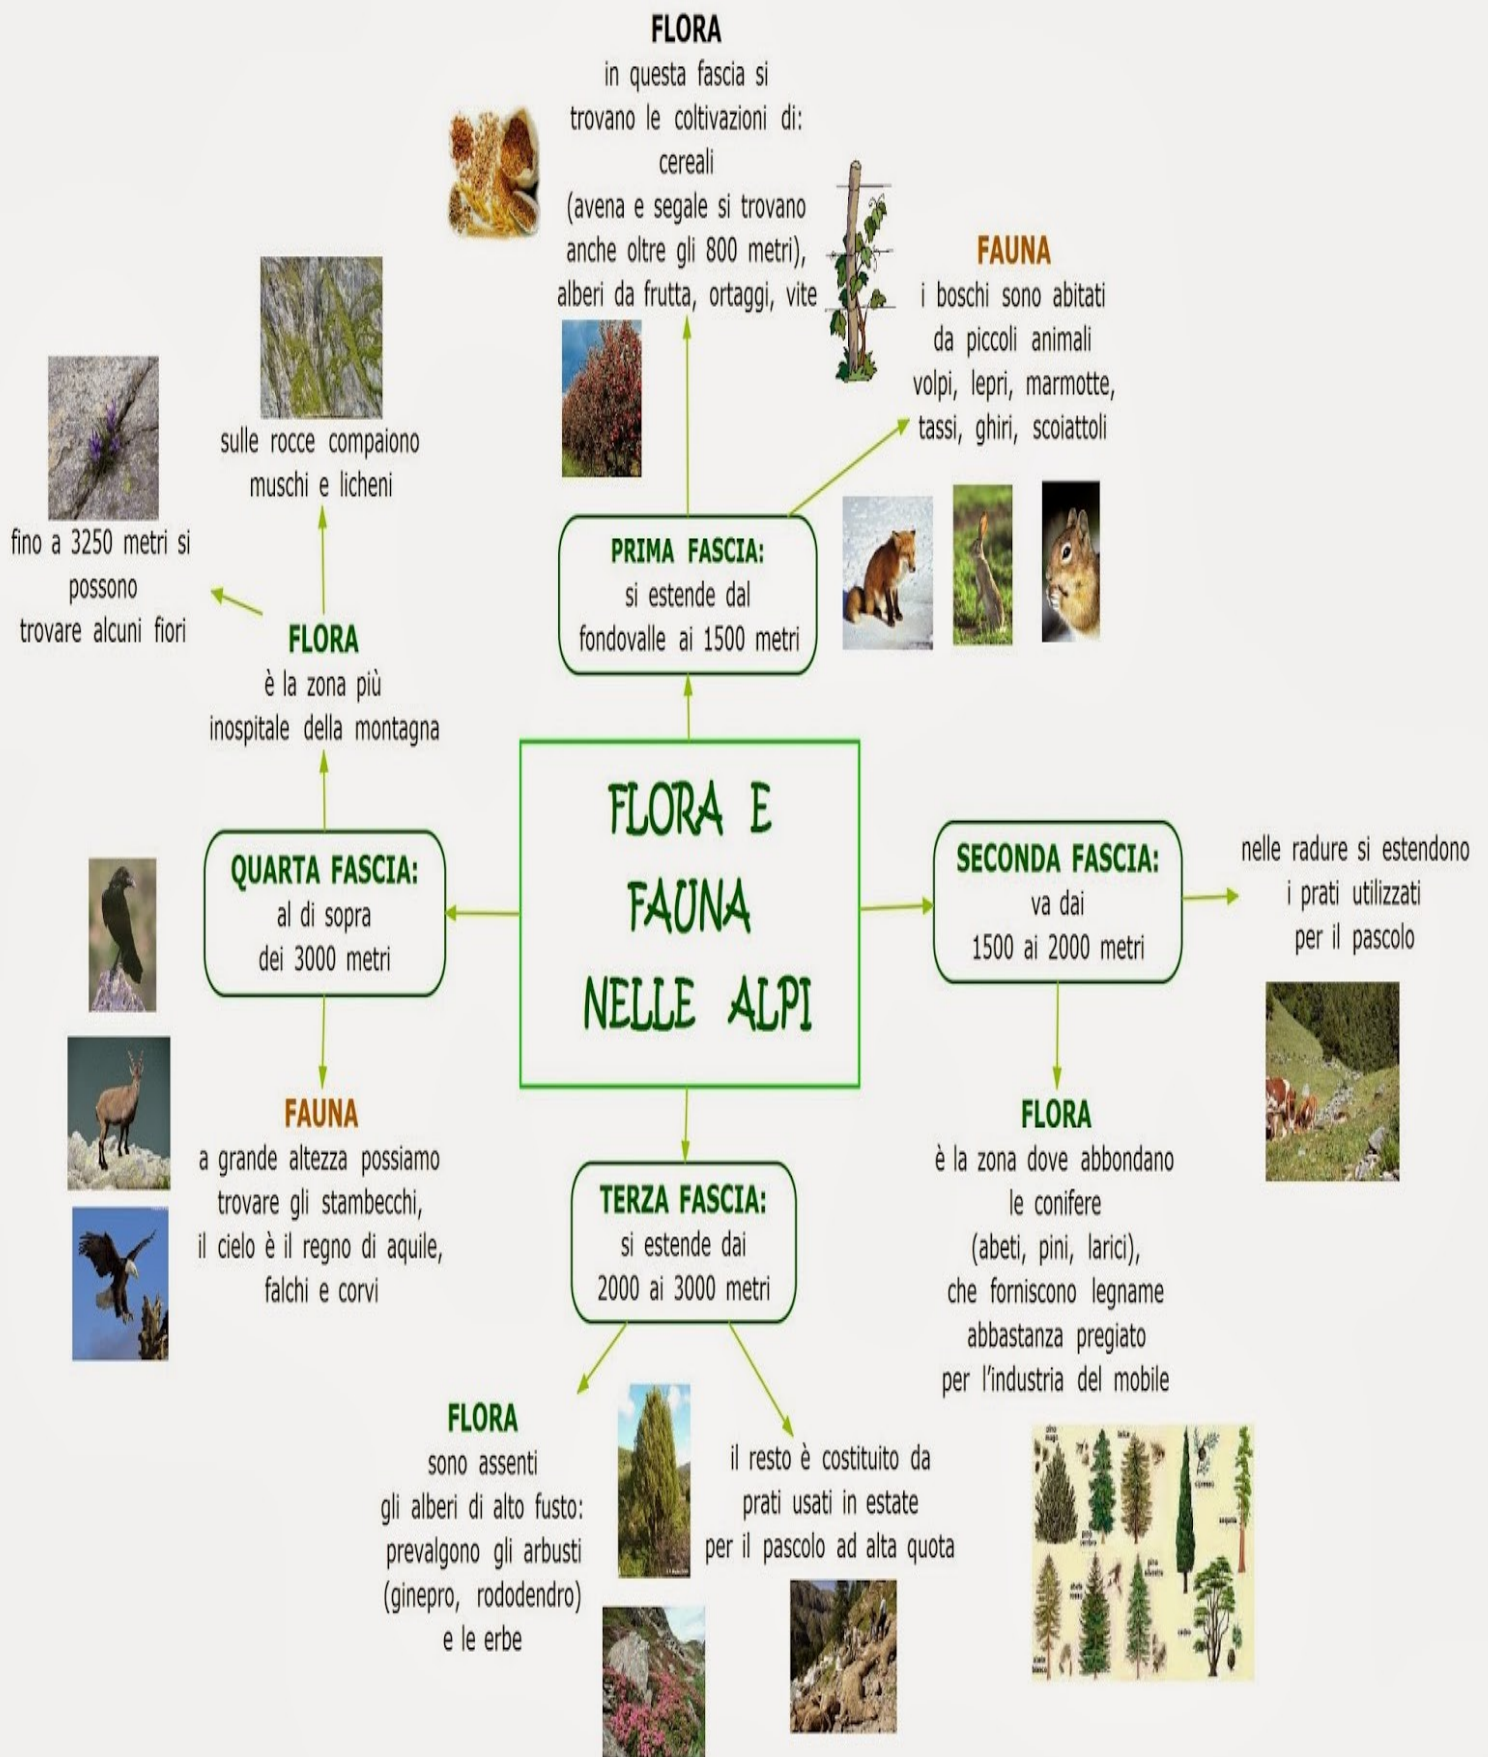 FLORA
in questa fascia si
trovano le coltivazioni di:
cereali
(avena e segale si trovano
anche oltre gli 800 metri),
alberi da frutta, ortaggi, vite
FAUNA
i boschi sono abitati
da piccoli animali
volpi, lepri, marmotte,
tassi, ghiri, scoiattoli
sulle rocce compaiono
muschi e licheni
fino a 3250 metri si
possono
trovare alcuni fiori
FLORA
è la zona più
inospitale della montagna
PRIMA FASCIA:
si estende dal
fondovalle ai 1500 metri
FLORA E
FAUNA
NELLE ALPI
QUARTA FASCIA:
al di sopra
dei 3000 metri
SECONDA FASCIA:
va dai
1500 ai 2000 metri
nelle radure si estendono
i prati utilizzati
per il pascolo
FAUNA
a grande altezza possiamo
trovare gli stambecchi,
il cielo è il regno di aquile,
falchi e corvi
TERZA FASCIA:
si estende dai
2000 ai 3000 metri
FLORA
è la zona dove abbondano
le conifere
(abeti, pini, larici),
che forniscono legname
abbastanza pregiato
per l'industria del mobile
FLORA
sono assenti
gli alberi di alto fusto:
prevalgono gli arbusti
(ginepro, rododendro)
e le erbe
il resto è costituito da
prati usati in estate
per il pascolo ad alta quota